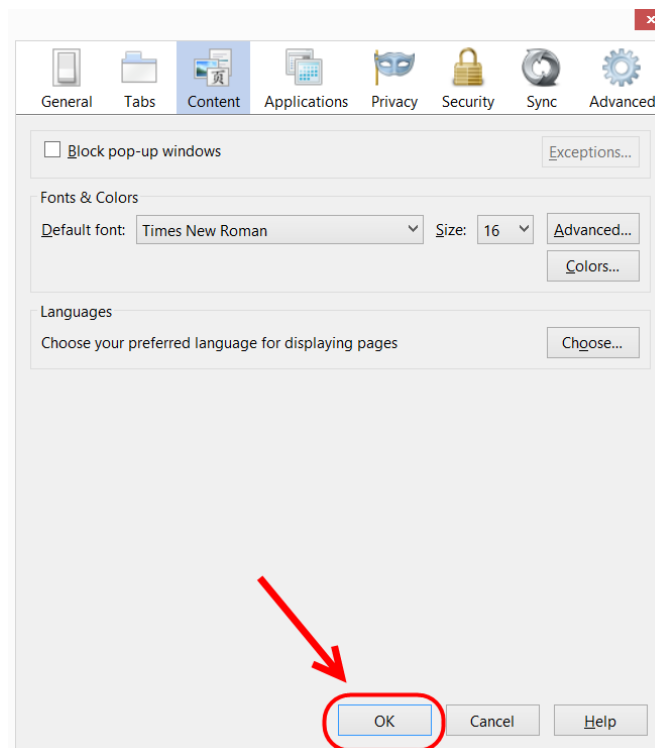 General Tabs Content Applications Privacy Security Sync Advanced
Block pop-up windows Exceptions...
Fonts & Colors
Default font: Times New Roman Size: 16 Advanced...
Colors...
Languages
Choose your preferred language for displaying pages Choose...
OK Cancel Help